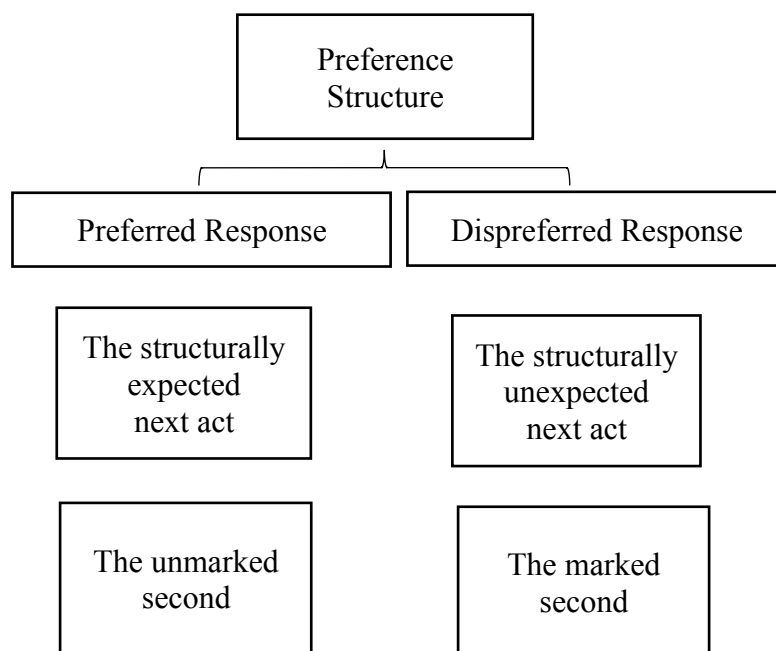 Preference
Structure
Preferred Response
Dispreferred Response
The structurally
expected
next act
The structurally
unexpected
next act
The unmarked
second
The marked
second